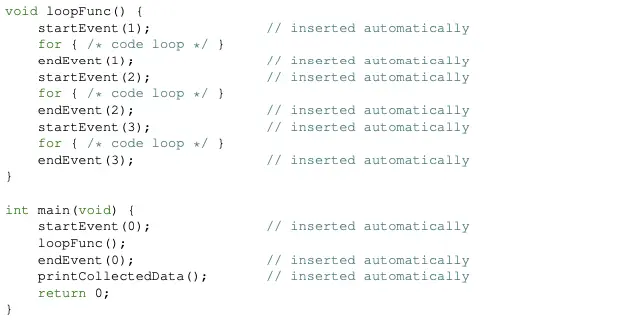 void loopFunc() {
    startEvent(1);              // inserted automatically
    for { /* code loop */ }
    endEvent(1);                // inserted automatically
    startEvent(2);              // inserted automatically
    for { /* code loop */ }
    endEvent(2);                // inserted automatically
    startEvent(3);              // inserted automatically
    for { /* code loop */ }
    endEvent(3);                // inserted automatically
}

int main(void) {
    startEvent(0);              // inserted automatically
    loopFunc();
    endEvent(0);                // inserted automatically
    printCollectedData();       // inserted automatically
    return 0;
}